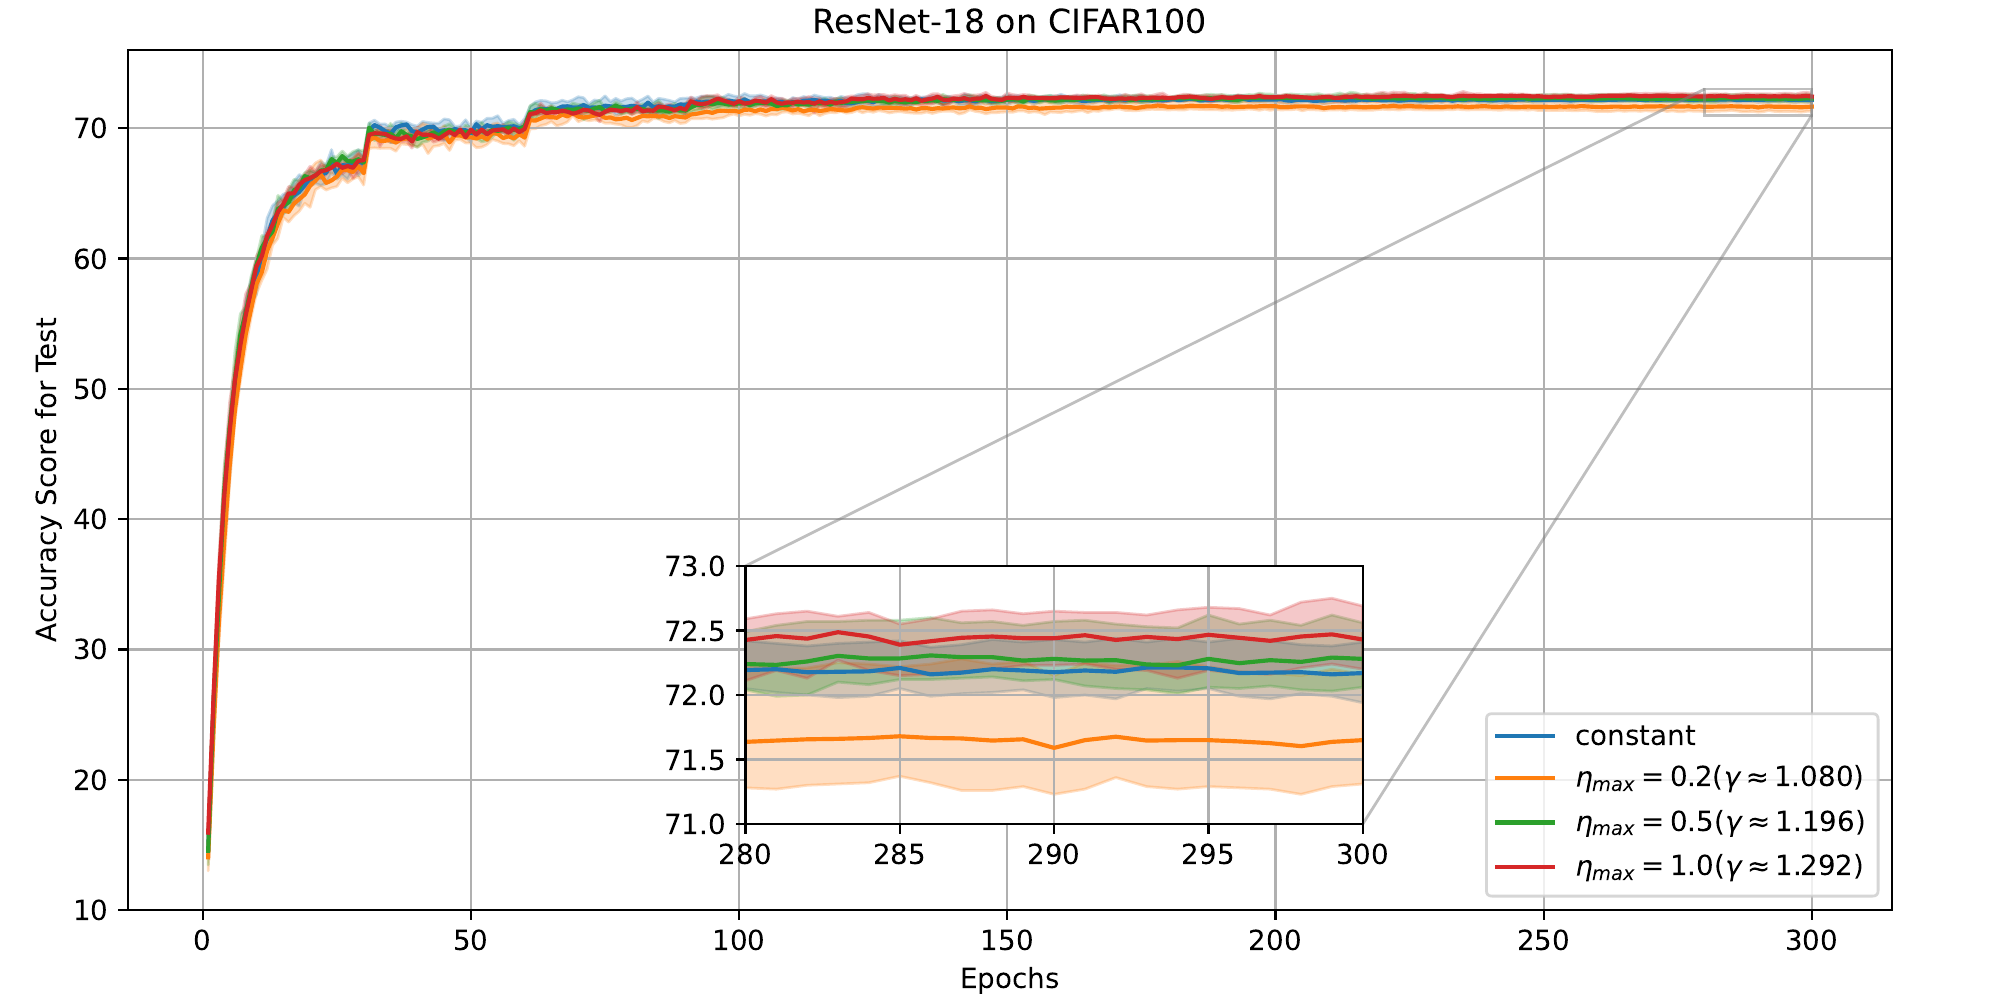 ResNet-18 on CIFAR100
Accuracy Score for Test
70
60
50
40
30
20
10
73.0
72.5
72.0
71.5
71.0
280 285 290 295 300
constant
η_max = 0.2(γ ≈ 1.080)
η_max = 0.5(γ ≈ 1.196)
η_max = 1.0(γ ≈ 1.292)
0 50 100 150 200 250 300
Epochs